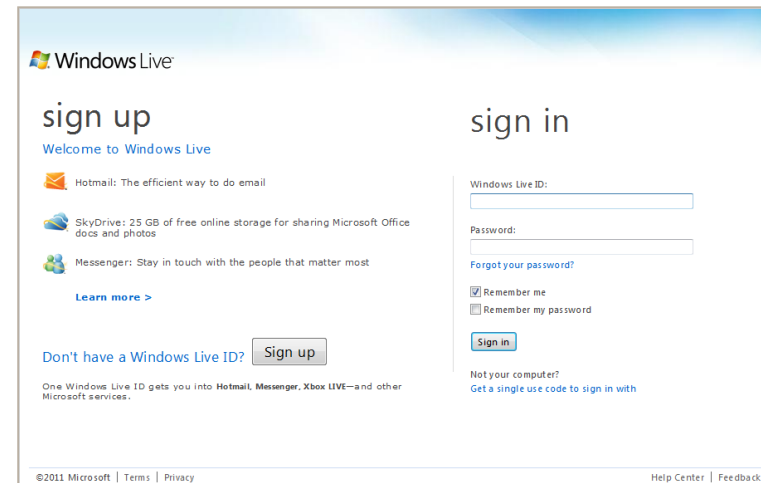 Windows Live
sign up
Welcome to Windows Live
Hotmail: The efficient way to do email
SkyDrive: 25 GB of free online storage for sharing Microsoft Office
docs and photos
Messenger: Stay in touch with the people that matter most
Learn more >
Don't have a Windows Live ID? Sign up
One Windows Live ID gets you into Hotmail, Messenger, Xbox LIVE—and other
Microsoft services.
sign in
Windows Live ID:
Password:
Forgot your password?
Remember me
Remember my password
Sign in
Not your computer?
Get a single use code to sign in with
©2011 Microsoft | Terms | Privacy
Help Center | Feedback